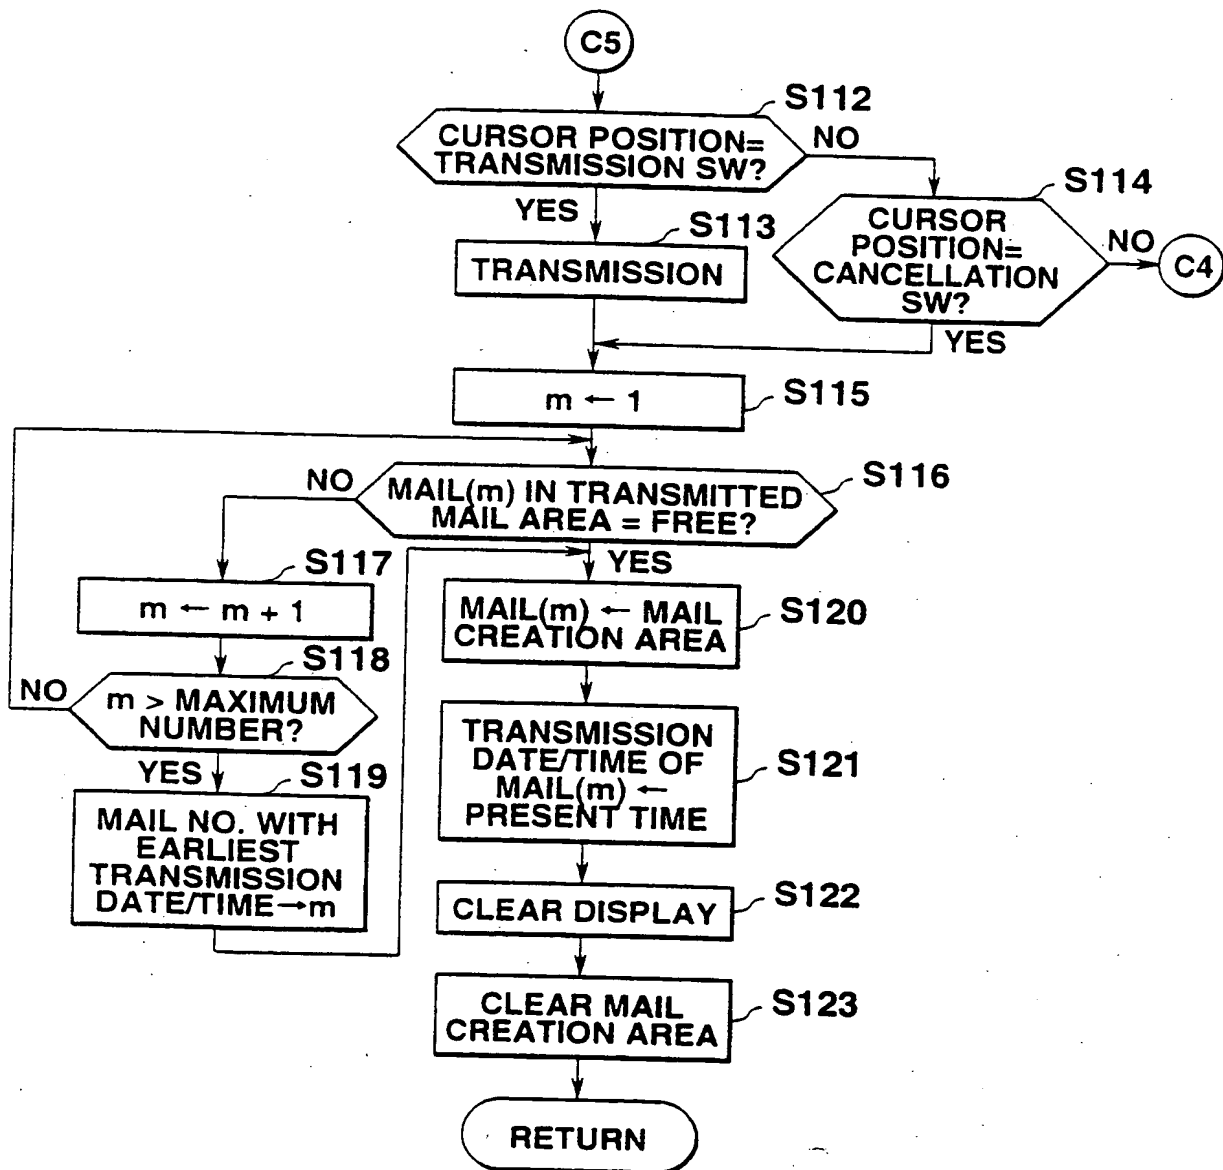 C5
S112
CURSOR POSITION=
TRANSMISSION SW?
NO
YES
S113
TRANSMISSION
S114
CURSOR
POSITION=
CANCELLATION
SW?
NO
C4
YES
m ← 1
S115
S116
MAIL(m) IN TRANSMITTED
MAIL AREA = FREE?
NO
YES
S117
m ← m + 1
S118
m > MAXIMUM
NUMBER?
NO
YES
S119
MAIL NO. WITH
EARLIEST
TRANSMISSION
DATE/TIME→m
MAIL(m) ← MAIL
CREATION AREA
S120
TRANSMISSION
DATE/TIME OF
MAIL(m) ←
PRESENT TIME
S121
CLEAR DISPLAY
S122
CLEAR MAIL
CREATION AREA
S123
RETURN